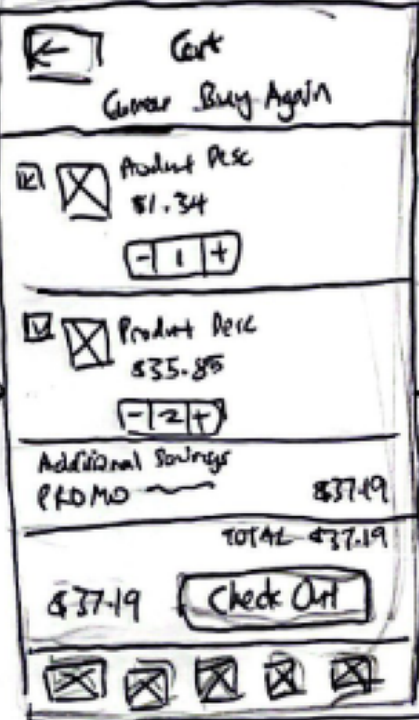 Cart
Current Buy Again
Product Desc
$1.34
- 1 +
Product Desc
$35.85
- 2 +
Additional Savings
PROMO $37.19
TOTAL $37.19
$37.19 Check Out